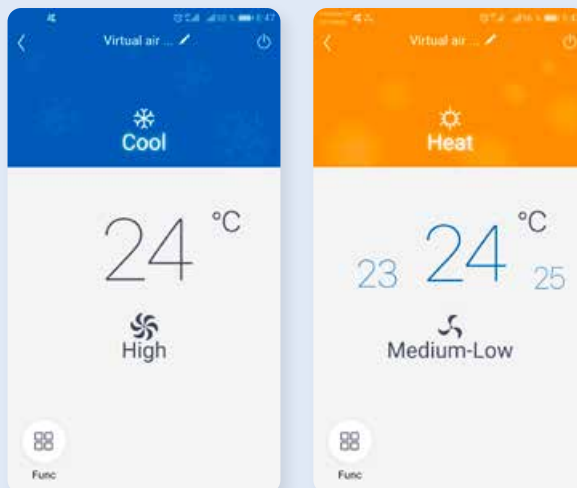 Virtual air ...
Cool
24 °C
High
Func
Virtual air ...
Heat
23 24 °C 25
Medium-Low
Func